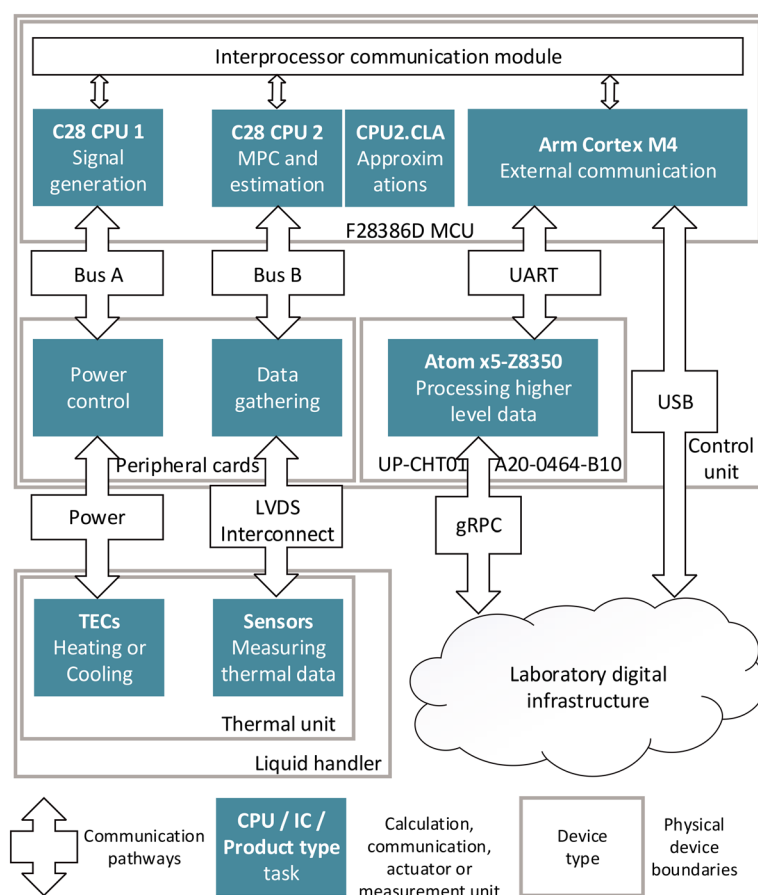 Interprocessor communication module
C28 CPU 1
Signal
generation
C28 CPU 2
MPC and
estimation
CPU2.CLA
Approxim
ations
Arm Cortex M4
External communication
F28386D MCU
Bus A
Bus B
UART
Power
control
Data
gathering
Atom x5-Z8350
Processing higher
level data
USB
Peripheral cards
UP-CHT01
A20-0464-B10
Control
unit
Power
LVDS
Interconnect
gRPC
TECs
Heating or
Cooling
Sensors
Measuring
thermal data
Thermal unit
Liquid handler
Laboratory digital
infrastructure
Communication
pathways
CPU / IC /
Product type
task
Calculation,
communication,
actuator or
measurement unit
Device
type
Physical
device
boundaries